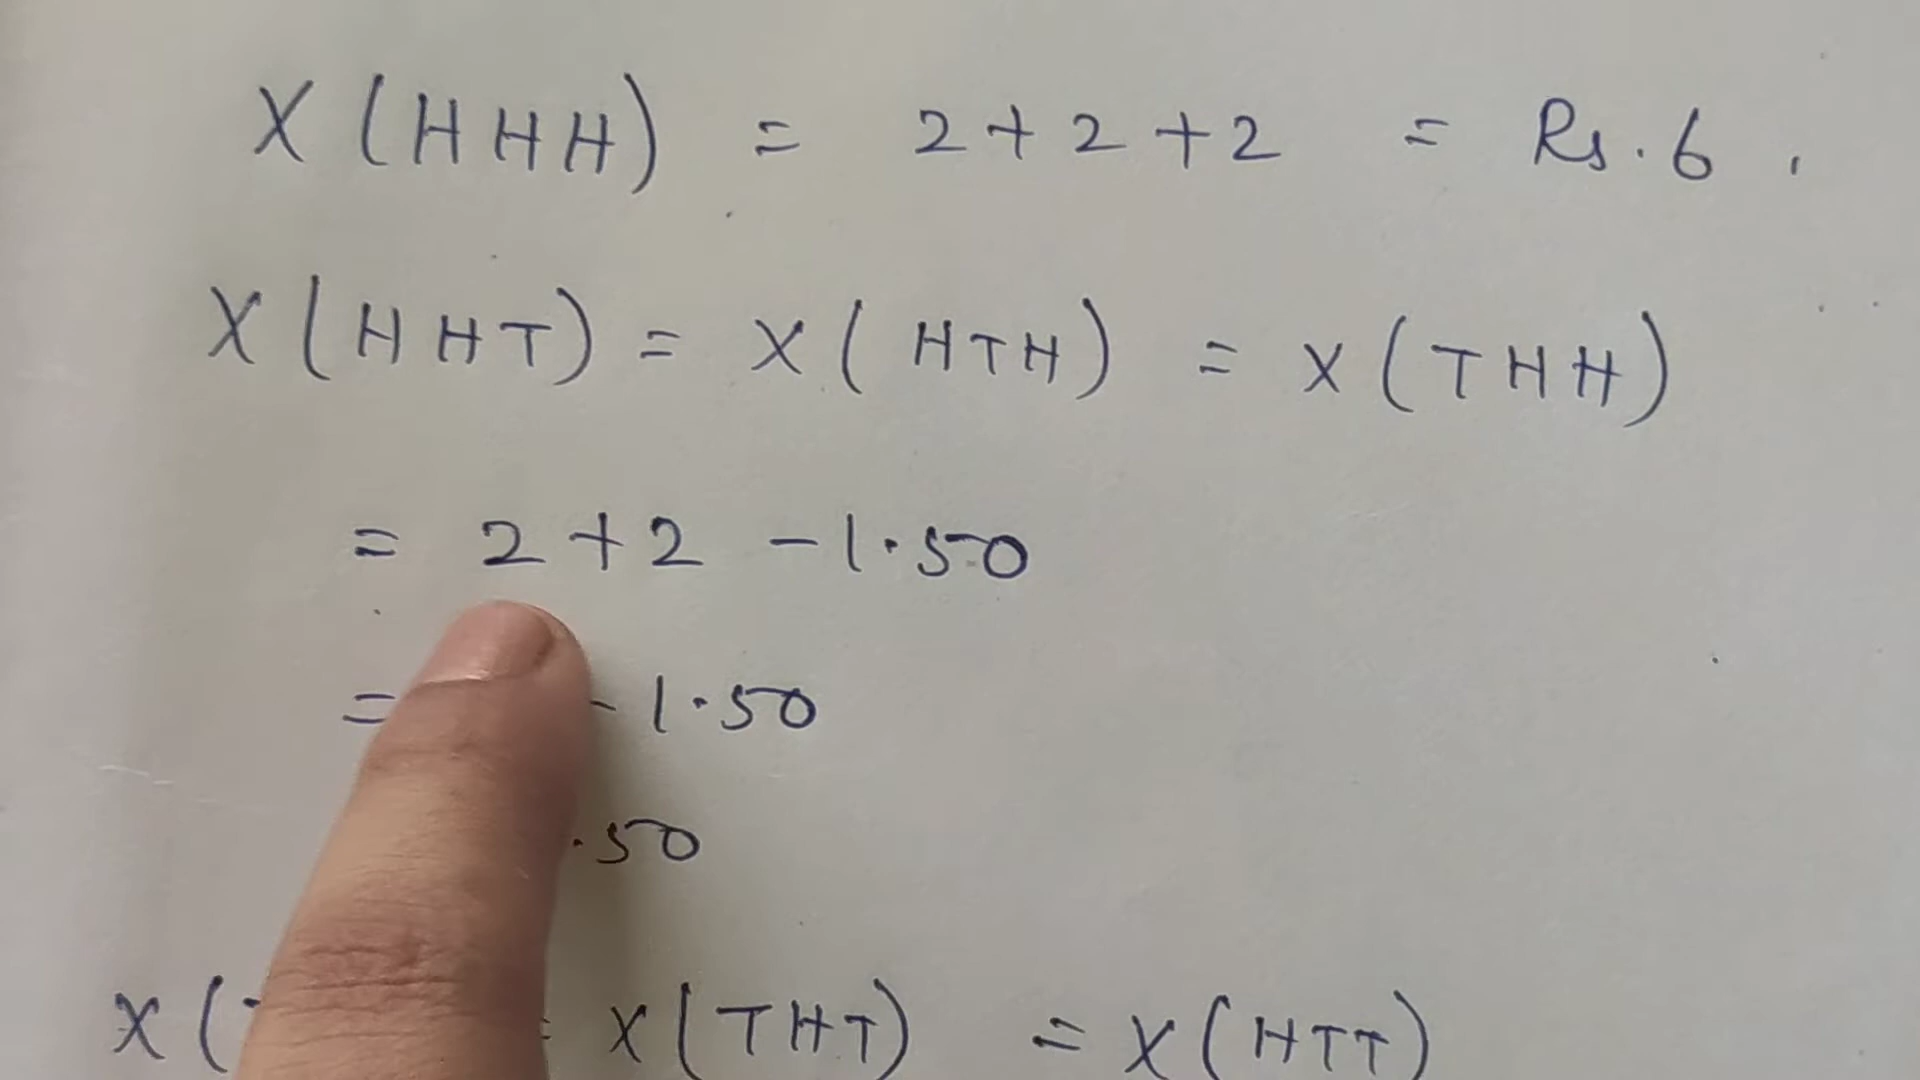 X (HHH) = 2+2+2 = Rs. 6.
X (HHT) = X (HTH) = X (THH)
= 2+2 -1.50
= - 1.50
.50
X ( = X (THT) = X (HTT)